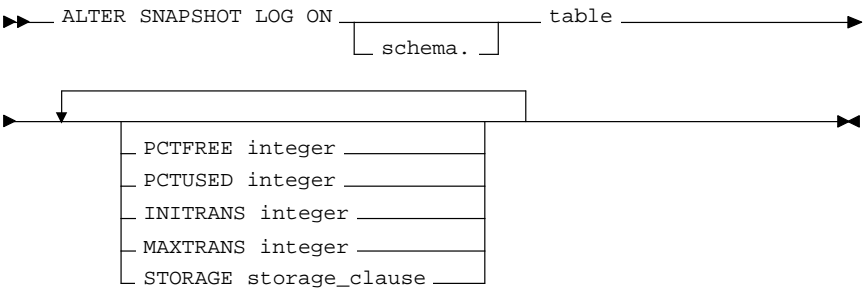 ALTER SNAPSHOT LOG ON table
schema.
PCTFREE integer
PCTUSED integer
INITRANS integer
MAXTRANS integer
STORAGE storage_clause